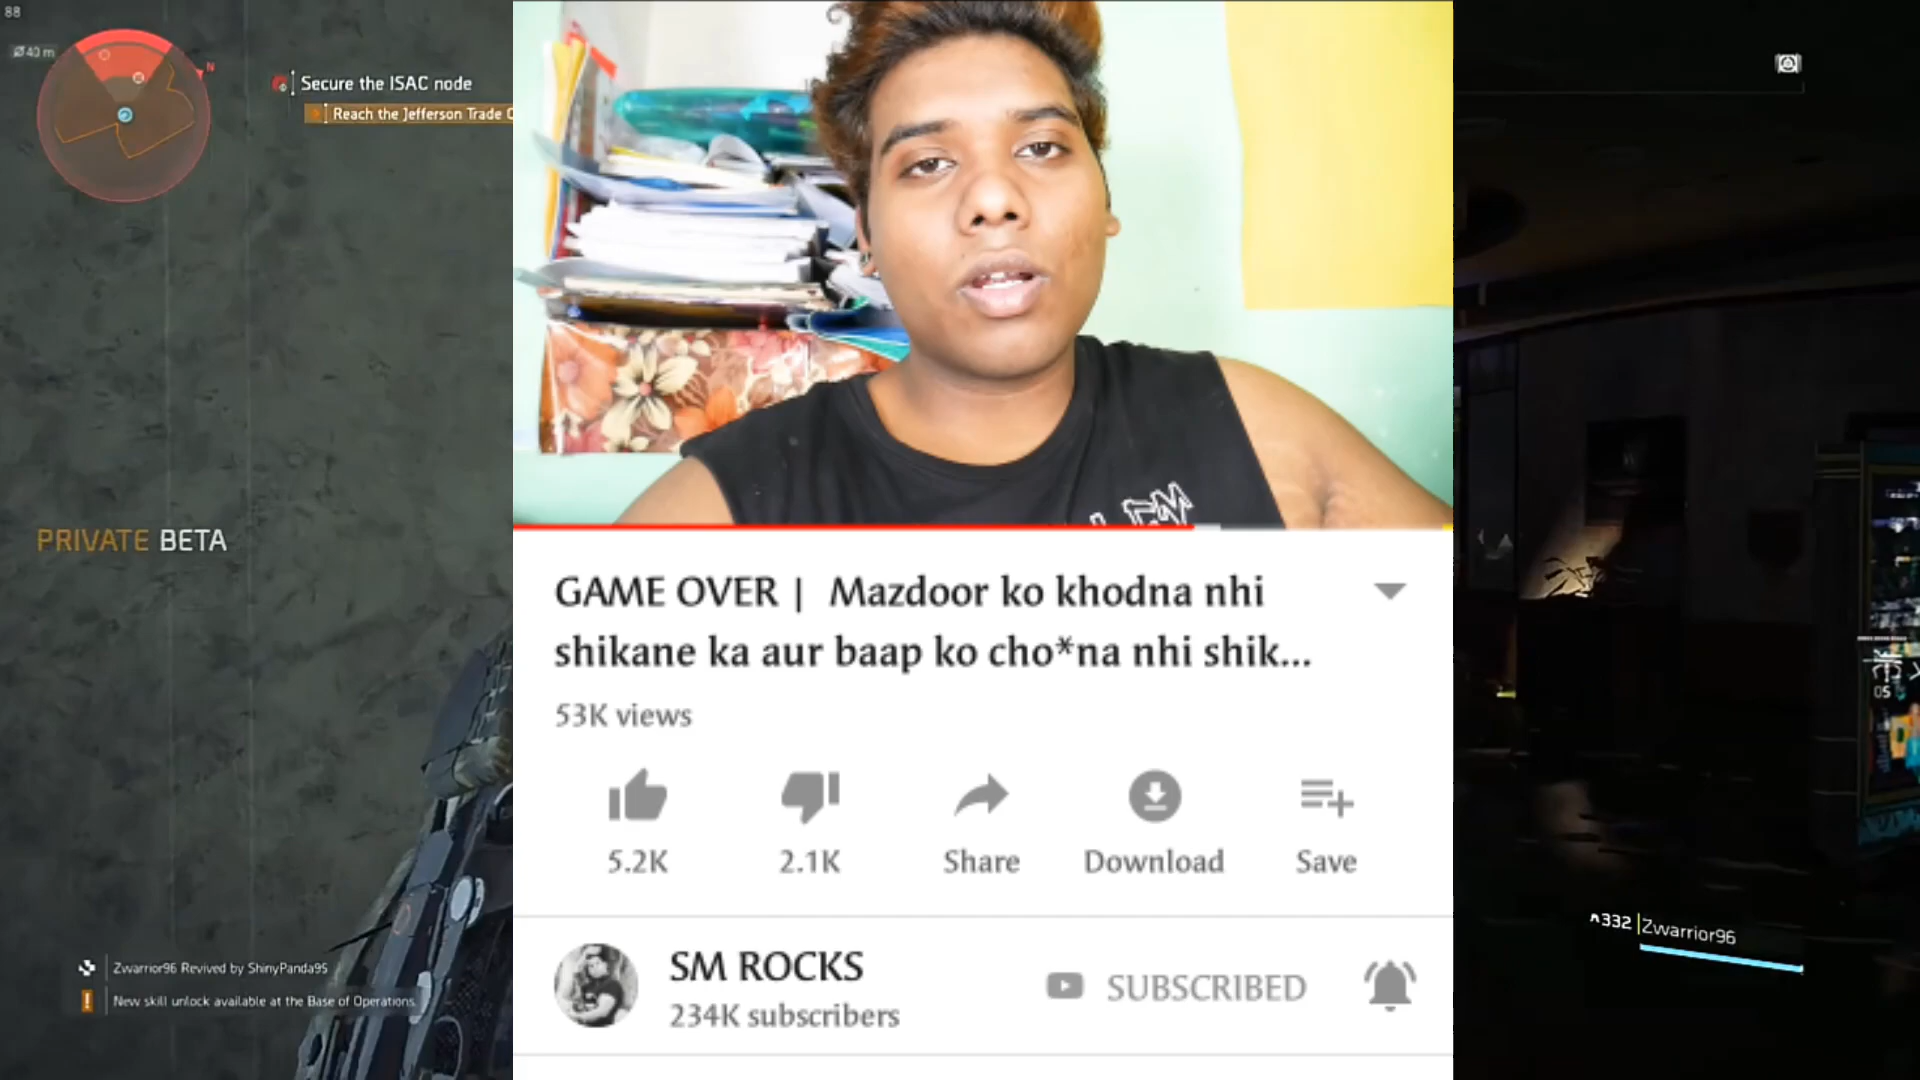 88
40 m
N
Secure the ISAC node
Reach the Jefferson Trade C
PRIVATE BETA
GAME OVER | Mazdoor ko khodna nhi
shikane ka aur baap ko cho*na nhi shik...
53K views
5.2K
2.1K
Share
Download
Save
SM ROCKS
234K subscribers
SUBSCRIBED
Zwarrior96 Revived by ShinyPanda95
New skill unlock available at the Base of Operations.
332 Zwarrior96
05